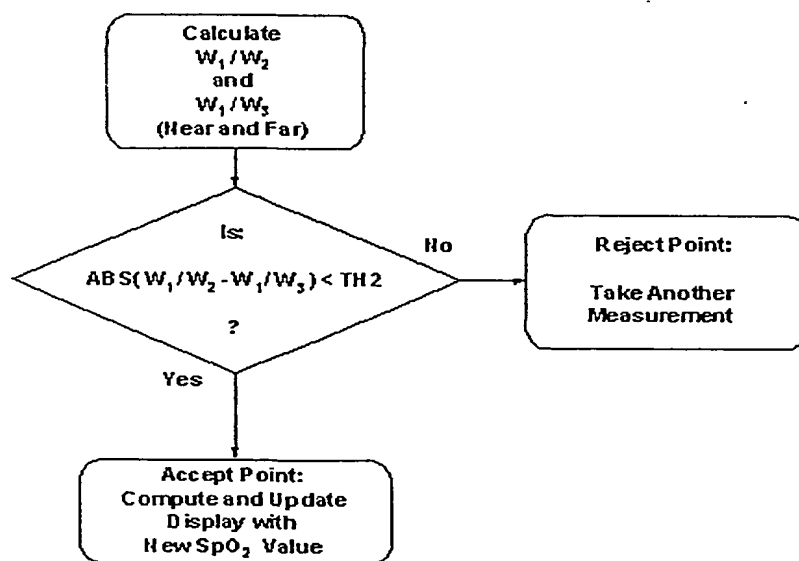 Calculate
W₁/W₂
and
W₁/W₃
(Near and Far)
Is:
ABS(W₁/W₂ - W₁/W₃) < TH2
?
No
Reject Point:
Take Another
Measurement
Yes
Accept Point:
Compute and Update
Display with
New SpO₂ Value